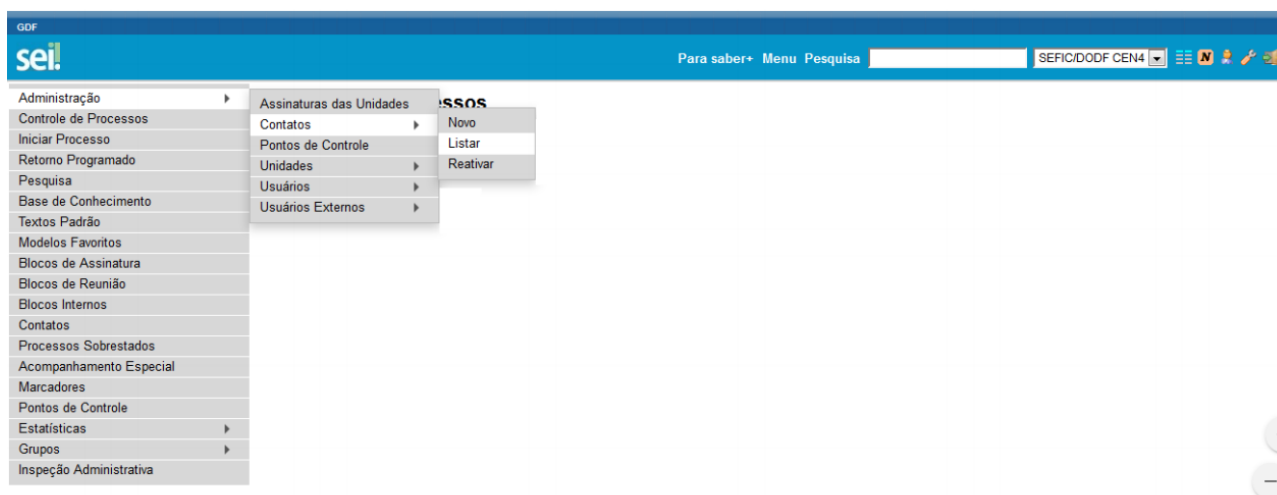 GDF
sei!
Para saber+ Menu Pesquisa SEFIC/DODF CEN4 N
Administração
Controle de Processos
Iniciar Processo
Retorno Programado
Pesquisa
Base de Conhecimento
Textos Padrão
Modelos Favoritos
Blocos de Assinatura
Blocos de Reunião
Blocos Internos
Contatos
Processos Sobrestados
Acompanhamento Especial
Marcadores
Pontos de Controle
Estatísticas
Grupos
Inspeção Administrativa
Assinaturas das Unidades
Contatos
Pontos de Controle
Unidades
Usuários
Usuários Externos
Novo
Listar
Reativar